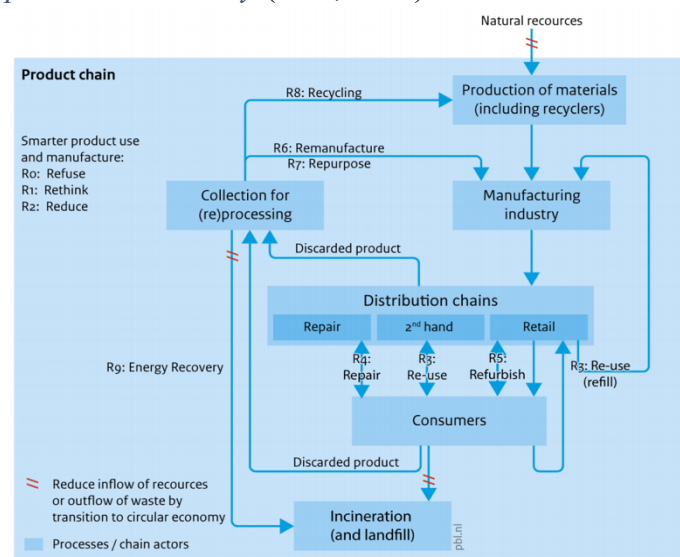 Natural recources
Product chain
Production of materials
(including recyclers)
R8: Recycling
Smarter product use
and manufacture:
R0: Refuse
R1: Rethink
R2: Reduce
R6: Remanufacture
R7: Repurpose
Collection for
(re)processing
Manufacturing
industry
Discarded product
Distribution chains
Repair
2nd hand
Retail
R9: Energy Recovery
R4:
Repair
R3:
Re-use
R5:
Refurbish
R3: Re-use
(refill)
Consumers
Discarded product
Reduce inflow of recources
or outflow of waste by
transition to circular economy
Processes / chain actors
Incineration
(and landfill)
pbl.nl